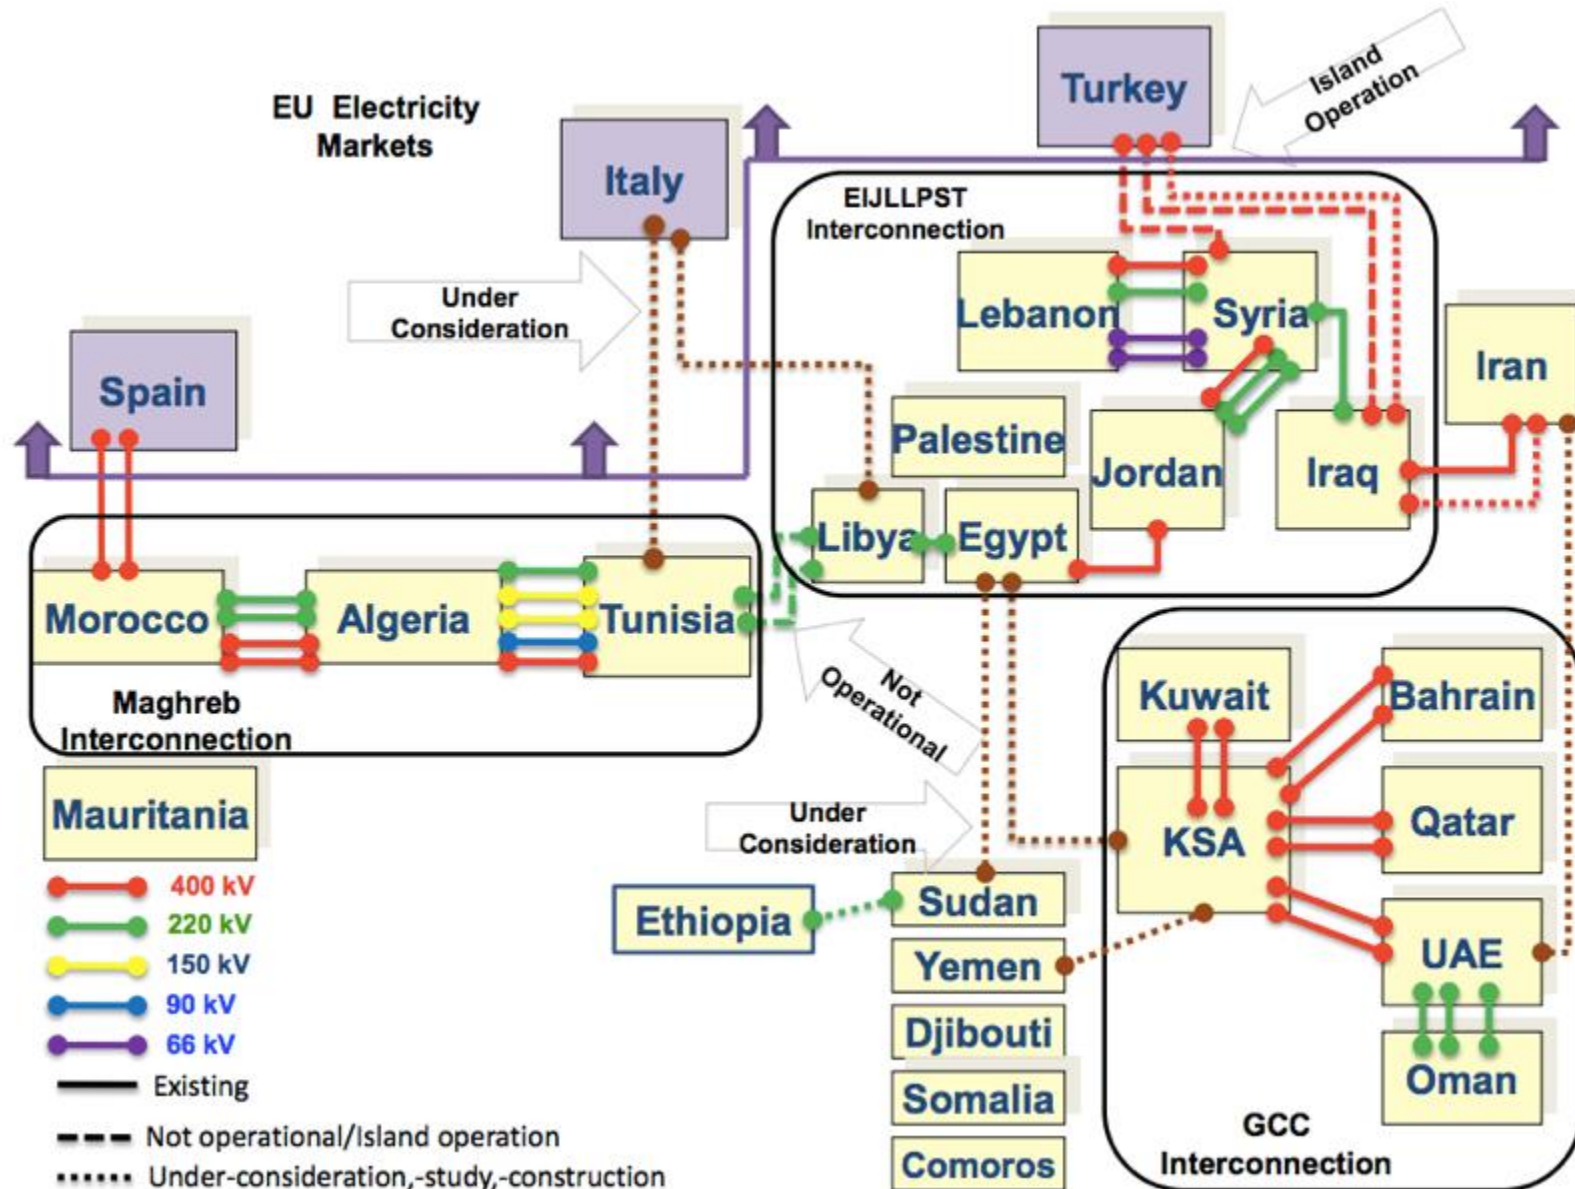 EU Electricity
Markets
Turkey
Island
Operation
Italy
EIJLLPST
Interconnection
Under
Consideration
Lebanon
Syria
Iran
Spain
Palestine
Jordan
Iraq
Libya
Egypt
Morocco
Algeria
Tunisia
Maghreb
Interconnection
Not
Operational
Kuwait
Bahrain
Mauritania
Under
Consideration
KSA
Qatar
400 kV
220 kV
150 kV
90 kV
66 kV
Existing
Not operational/Island operation
Under-consideration,-study,-construction
Ethiopia
Sudan
Yemen
Djibouti
Somalia
Comoros
UAE
Oman
GCC
Interconnection